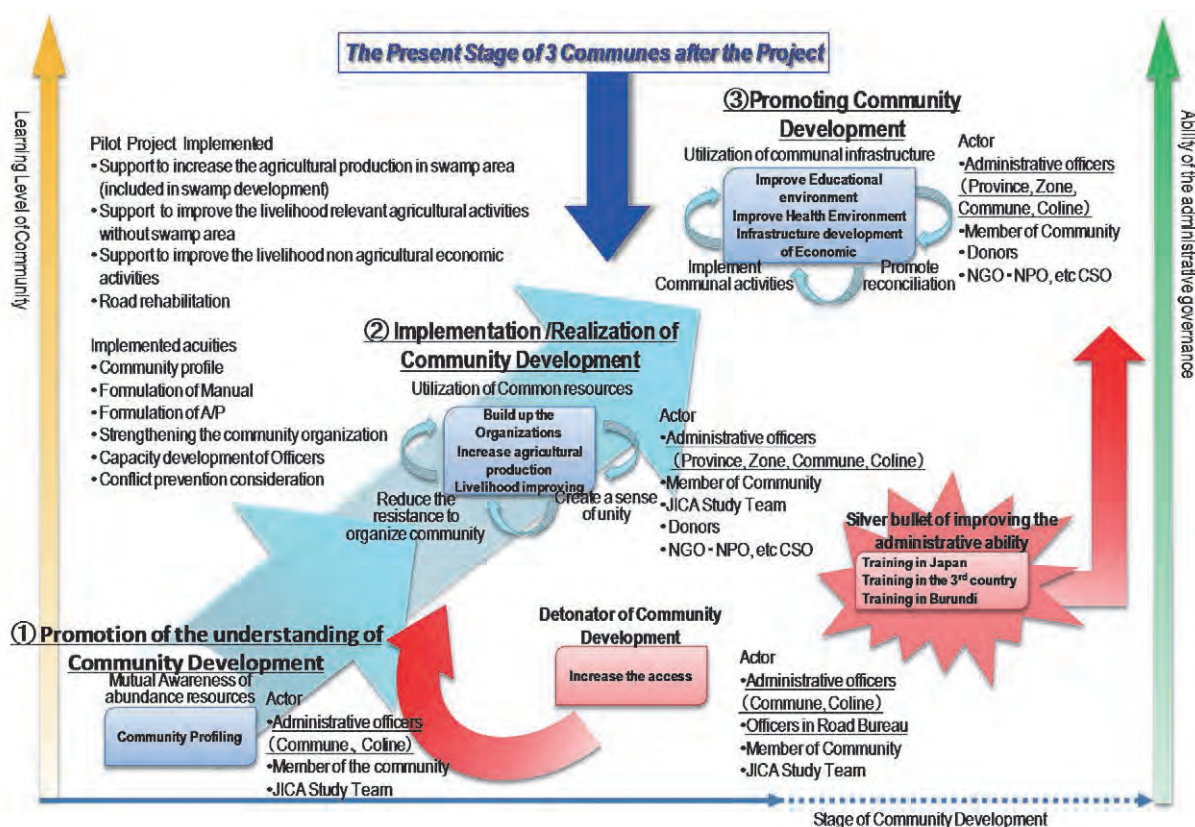 The Present Stage of 3 Communes after the Project
Learning Level of Community
Ability of the administrative governance
Pilot Project Implemented
•Support to increase the agricultural production in swamp area
(included in swamp development)
•Support to improve the livelihood relevant agricultural activities
without swamp area
•Support to improve the livelihood non agricultural economic
activities
•Road rehabilitation
Implemented acuities
•Community profile
•Formulation of Manual
•Formulation of A/P
•Strengthening the community organization
•Capacity development of Officers
•Conflict prevention consideration
③Promoting Community
Development
Utilization of communal infrastructure
Improve Educational
environment
Improve Health Environment
Infrastructure development
of Economic
Implement
Communal activities
Promote
reconciliation
Actor
•Administrative officers
(Province, Zone,
Commune, Coline)
•Member of Community
•Donors
•NGO・NPO, etc CSO
② Implementation /Realization of
Community Development
Utilization of Common resources
Build up the
Organizations
Increase agricultural
production
Livelihood improving
Reduce the
resistance to
organize community
Create a sense
of unity
Actor
•Administrative officers
(Province, Zone, Commune, Coline)
•Member of Community
•JICA Study Team
•Donors
•NGO・NPO, etc CSO
Silver bullet of improving the
administrative ability
Training in Japan
Training in the 3rd country
Training in Burundi
① Promotion of the understanding of
Community Development
Mutual Awareness of
abundance resources
Community Profiling
Actor
•Administrative officers
(Commune、Coline)
•Member of the community
•JICA Study Team
Detonator of Community
Development
Increase the access
Actor
•Administrative officers
(Commune, Coline)
•Officers in Road Bureau
•Member of Community
•JICA Study Team
Stage of Community Development